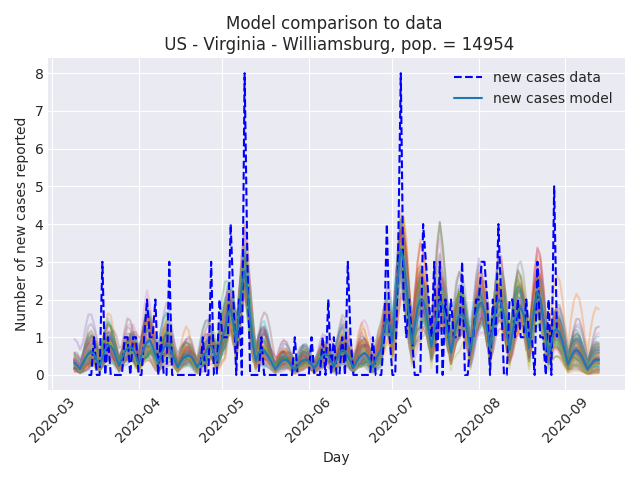 Model comparison to data
US - Virginia - Williamsburg, pop. = 14954
new cases data
new cases model
Number of new cases reported
8
7
6
5
4
3
2
1
0
2020-03
2020-04
2020-05
2020-06
2020-07
2020-08
2020-09
Day